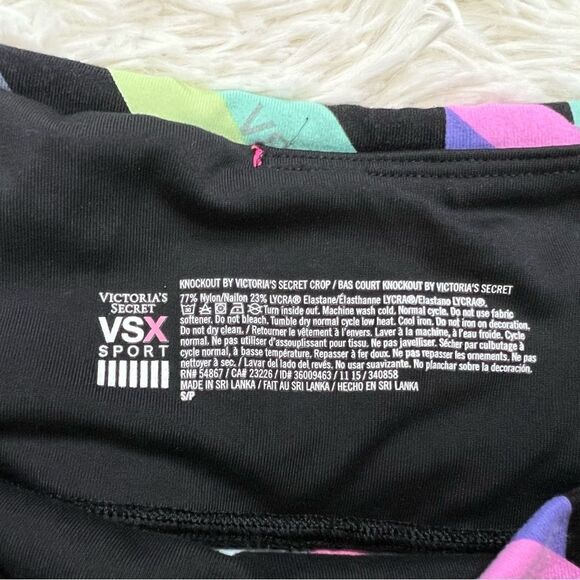 VS
VICTORIA'S
SECRET
VSX
SPORT
KNOCKOUT BY VICTORIA'S SECRET CROP / BAS COURT KNOCKOUT BY VICTORIA'S SECRET
77% Nylon/Nailon 23% LYCRA® Elastane/Élasthanne LYCRA®/Elastano LYCRA®.
Turn inside out. Machine wash cold. Normal cycle. Do not use fabric
softener. Do not bleach. Tumble dry normal cycle low heat. Cool iron. Do not iron on decoration.
Do not dry clean. / Retourner le vêtement à l'envers. Laver à la machine, à l'eau froide. Cycle
normal. Ne pas utiliser d'assouplissant pour tissu. Ne pas javelliser. Sécher par culbutage à
cycle normal, à basse température. Repasser à fer doux. Ne pas repasser les ornements. Ne pas
nettoyer à sec. / Lavar del lado del revés. No usar suavizante. No planchar sobre la decoración.
RN# 54867 / CA# 23226 / ID# 36009463 / 11 15 / 340858
MADE IN SRI LANKA / FAIT AU SRI LANKA / HECHO EN SRI LANKA
S/P